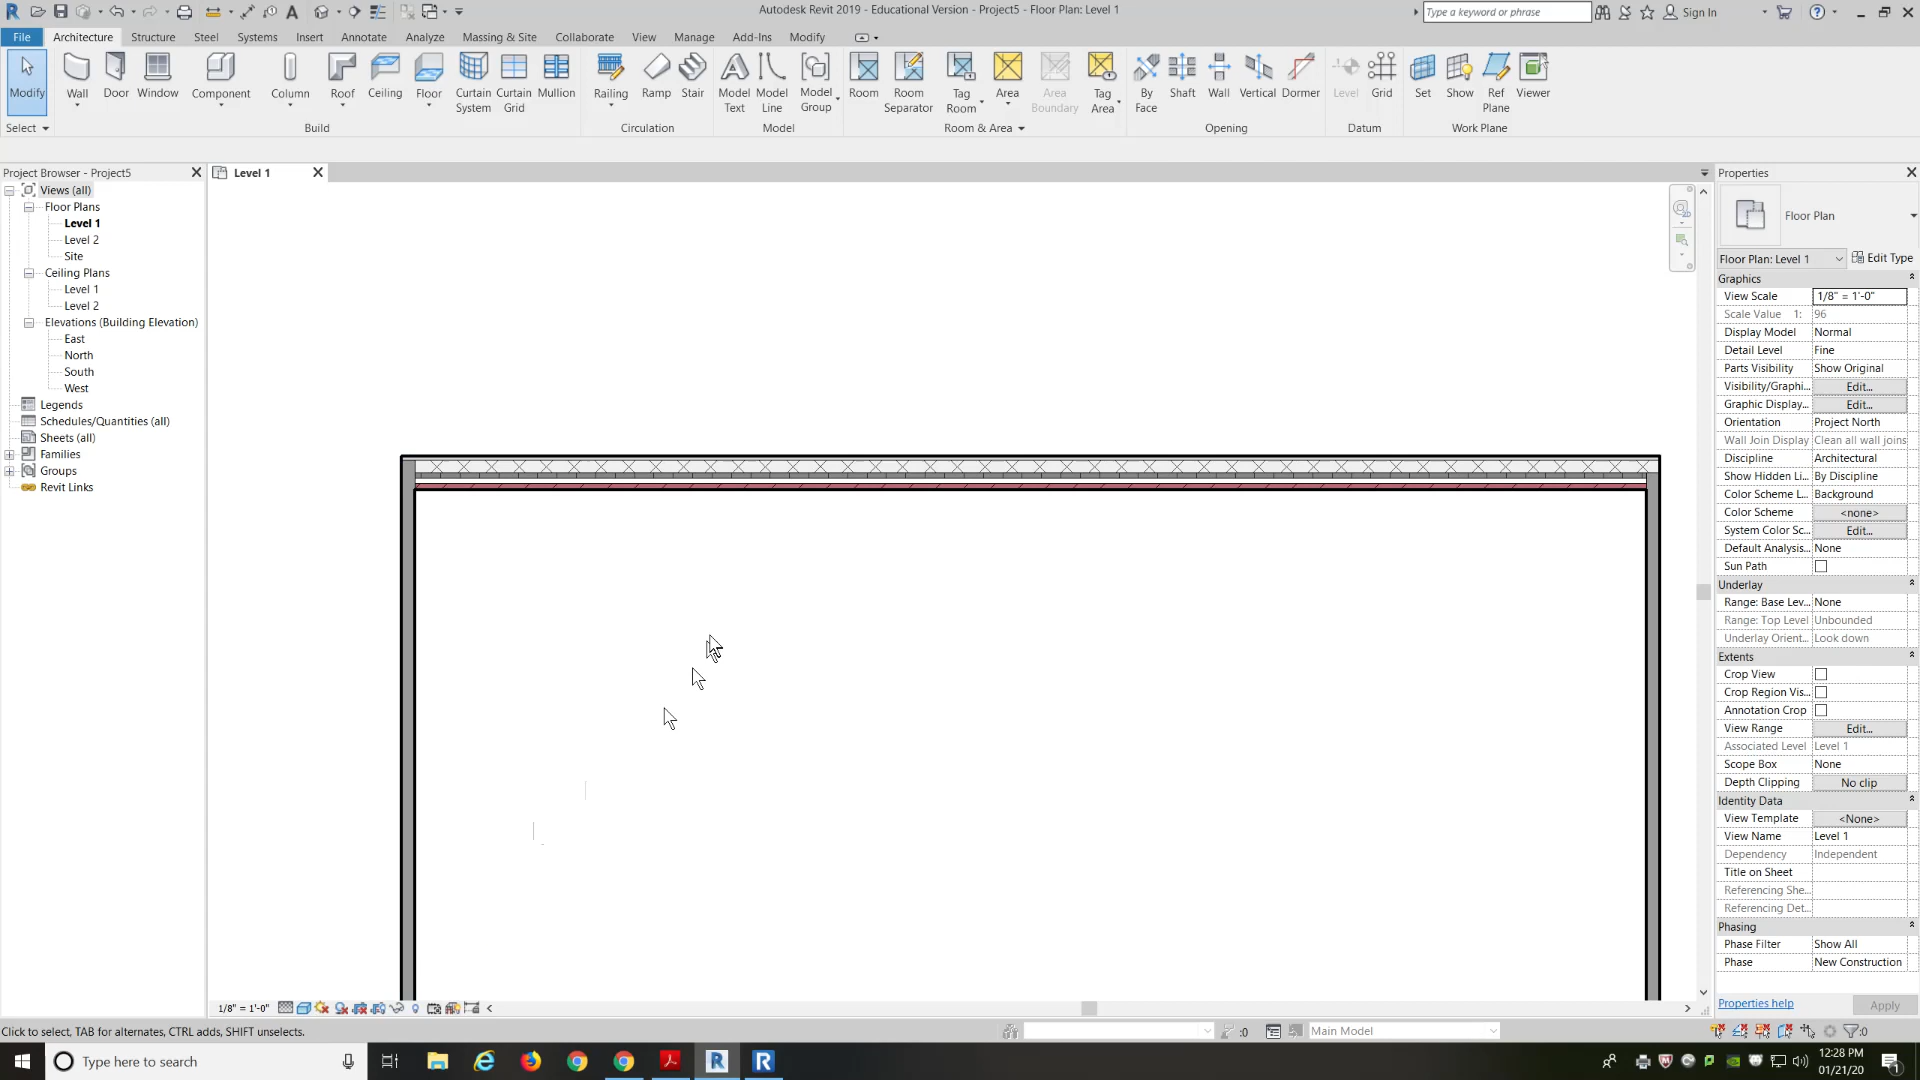 Autodesk Revit 2019 - Educational Version - Project5 - Floor Plan: Level 1
Type a keyword or phrase
Sign In
File Architecture Structure Steel Systems Insert Annotate Analyze Massing & Site Collaborate View Manage Add-Ins Modify
Modify Wall Door Window Component Column Roof Ceiling Floor Curtain System Curtain Grid Mullion Railing Ramp Stair Model Text Model Line Model Group Room Room Separator Tag Room Area Area Boundary Tag Area By Face Shaft Wall Vertical Dormer Level Grid Set Show Ref Plane Viewer
Select Build Circulation Model Room & Area Opening Datum Work Plane
Project Browser - Project5
Views (all)
Floor Plans
Level 1
Level 2
Site
Ceiling Plans
Level 1
Level 2
Elevations (Building Elevation)
East
North
South
West
Legends
Schedules/Quantities (all)
Sheets (all)
Families
Groups
Revit Links
Level 1
Properties
Floor Plan
Floor Plan: Level 1 Edit Type
Graphics
View Scale 1/8" = 1'-0"
Scale Value 1: 96
Display Model Normal
Detail Level Fine
Parts Visibility Show Original
Visibility/Graphi... Edit...
Graphic Display... Edit...
Orientation Project North
Wall Join Display Clean all wall joins
Discipline Architectural
Show Hidden Li... By Discipline
Color Scheme L... Background
Color Scheme <none>
System Color Sc... Edit...
Default Analysis... None
Sun Path
Underlay
Range: Base Lev... None
Range: Top Level Unbounded
Underlay Orient... Look down
Extents
Crop View
Crop Region Vis...
Annotation Crop
View Range Edit...
Associated Level Level 1
Scope Box None
Depth Clipping No clip
Identity Data
View Template <None>
View Name Level 1
Dependency Independent
Title on Sheet
Referencing She...
Referencing Det...
Phasing
Phase Filter Show All
Phase New Construction
Properties help Apply
1/8" = 1'-0"
Click to select, TAB for alternates, CTRL adds, SHIFT unselects.
:0
Main Model
:0
Type here to search
12:28 PM
01/21/20